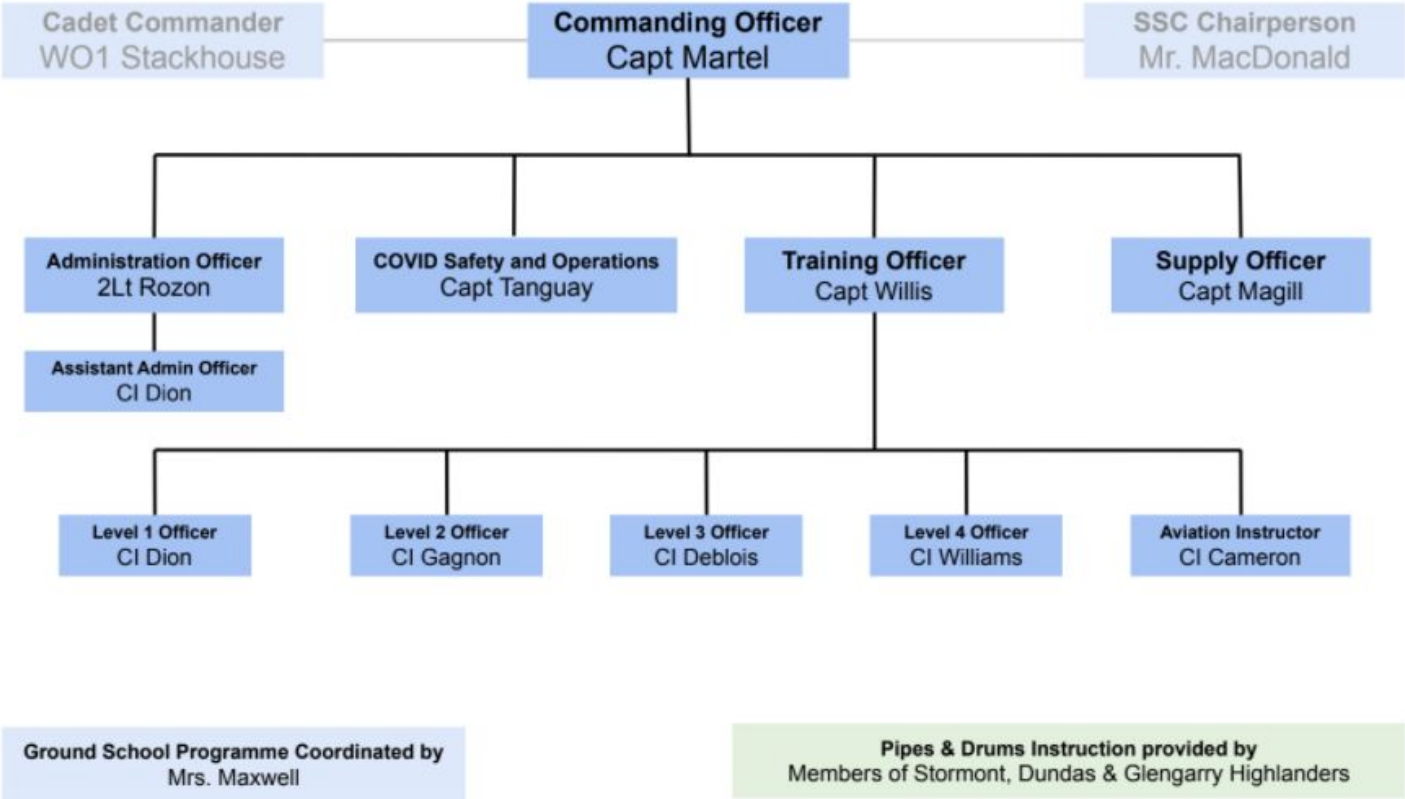 Cadet Commander
WO1 Stackhouse
Commanding Officer
Capt Martel
SSC Chairperson
Mr. MacDonald
Administration Officer
2Lt Rozon
COVID Safety and Operations
Capt Tanguay
Training Officer
Capt Willis
Supply Officer
Capt Magill
Assistant Admin Officer
CI Dion
Level 1 Officer
CI Dion
Level 2 Officer
CI Gagnon
Level 3 Officer
CI Deblois
Level 4 Officer
CI Williams
Aviation Instructor
CI Cameron
Ground School Programme Coordinated by
Mrs. Maxwell
Pipes & Drums Instruction provided by
Members of Stormont, Dundas & Glengarry Highlanders